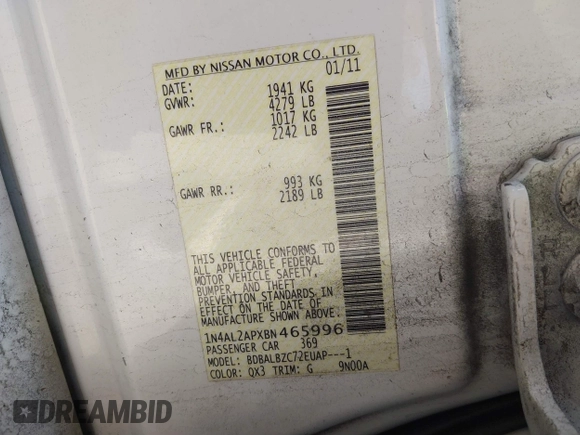 MFD BY NISSAN MOTOR CO., LTD.
DATE: 01/11
GVWR: 1941 KG
4279 LB
GAWR FR.: 1017 KG
2242 LB
GAWR RR.: 993 KG
2189 LB
THIS VEHICLE CONFORMS TO
ALL APPLICABLE FEDERAL
MOTOR VEHICLE SAFETY,
BUMPER, AND THEFT
PREVENTION STANDARDS IN
EFFECT ON THE DATE OF
MANUFACTURE SHOWN ABOVE.
1N4AL2APXBN465996
PASSENGER CAR 369
MODEL: BDBALBZC72EUAP---1
COLOR: QX3 TRIM: G 9N00A
DREAMBID